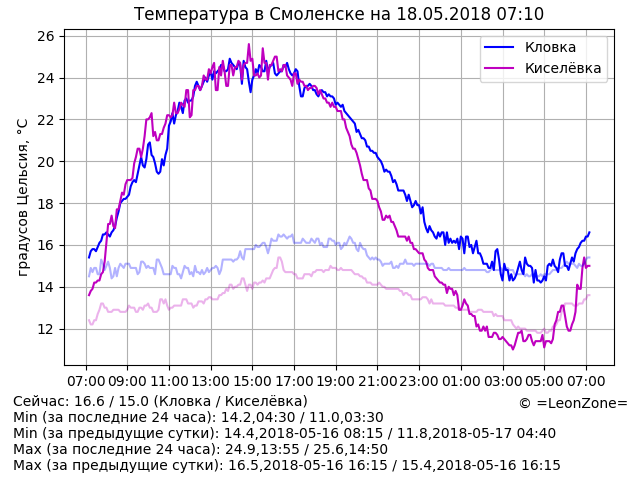 Температура в Смоленске на 18.05.2018 07:10
Кловка
Киселёвка
градусов Цельсия, °C
26
24
22
20
18
16
14
12
07:00 09:00 11:00 13:00 15:00 17:00 19:00 21:00 23:00 01:00 03:00 05:00 07:00
Сейчас: 16.6 / 15.0 (Кловка / Киселёвка)
© =LeonZone=
Min (за последние 24 часа): 14.2,04:30 / 11.0,03:30
Min (за предыдущие сутки): 14.4,2018-05-16 08:15 / 11.8,2018-05-17 04:40
Max (за последние 24 часа): 24.9,13:55 / 25.6,14:50
Max (за предыдущие сутки): 16.5,2018-05-16 16:15 / 15.4,2018-05-16 16:15